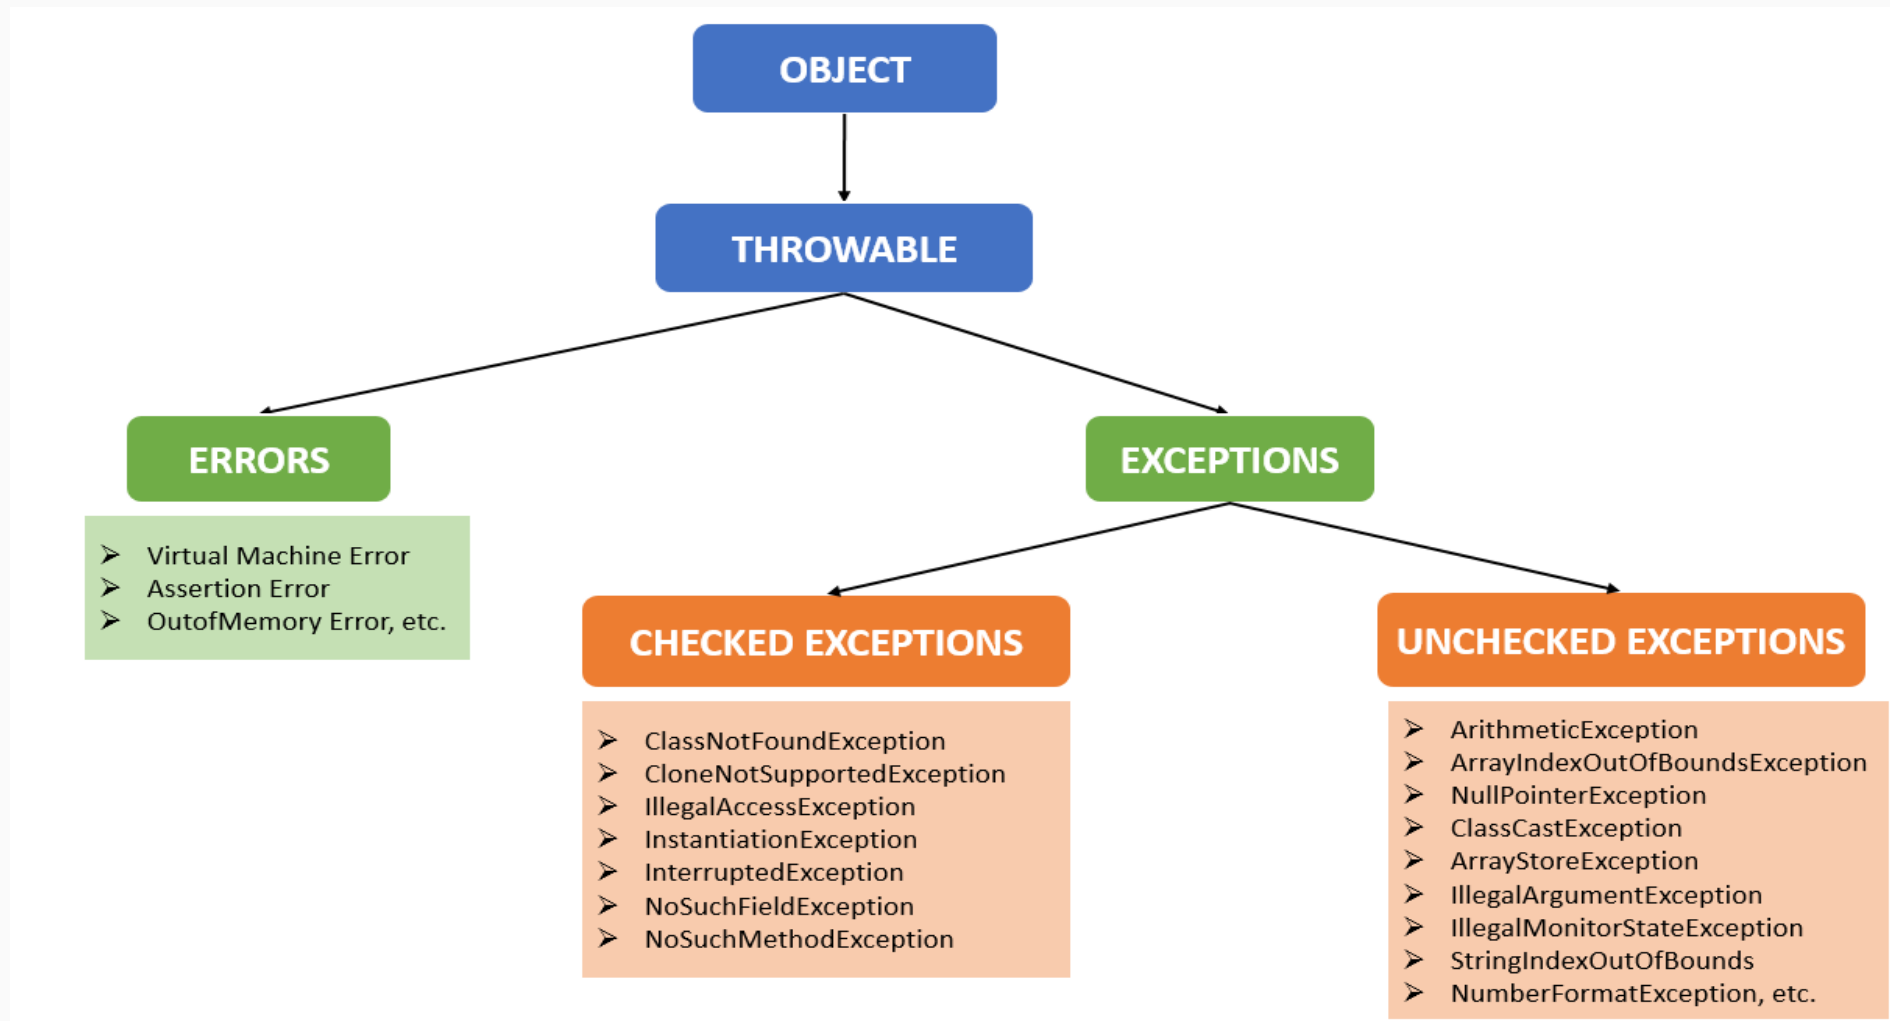 OBJECT
THROWABLE
ERRORS
EXCEPTIONS
➢ Virtual Machine Error
➢ Assertion Error
➢ OutofMemory Error, etc.
CHECKED EXCEPTIONS
➢ ClassNotFoundException
➢ CloneNotSupportedException
➢ IllegalAccessException
➢ InstantiationException
➢ InterruptedException
➢ NoSuchFieldException
➢ NoSuchMethodException
UNCHECKED EXCEPTIONS
➢ ArithmeticException
➢ ArrayIndexOutOfBoundsException
➢ NullPointerException
➢ ClassCastException
➢ ArrayStoreException
➢ IllegalArgumentException
➢ IllegalMonitorStateException
➢ StringIndexOutOfBounds
➢ NumberFormatException, etc.